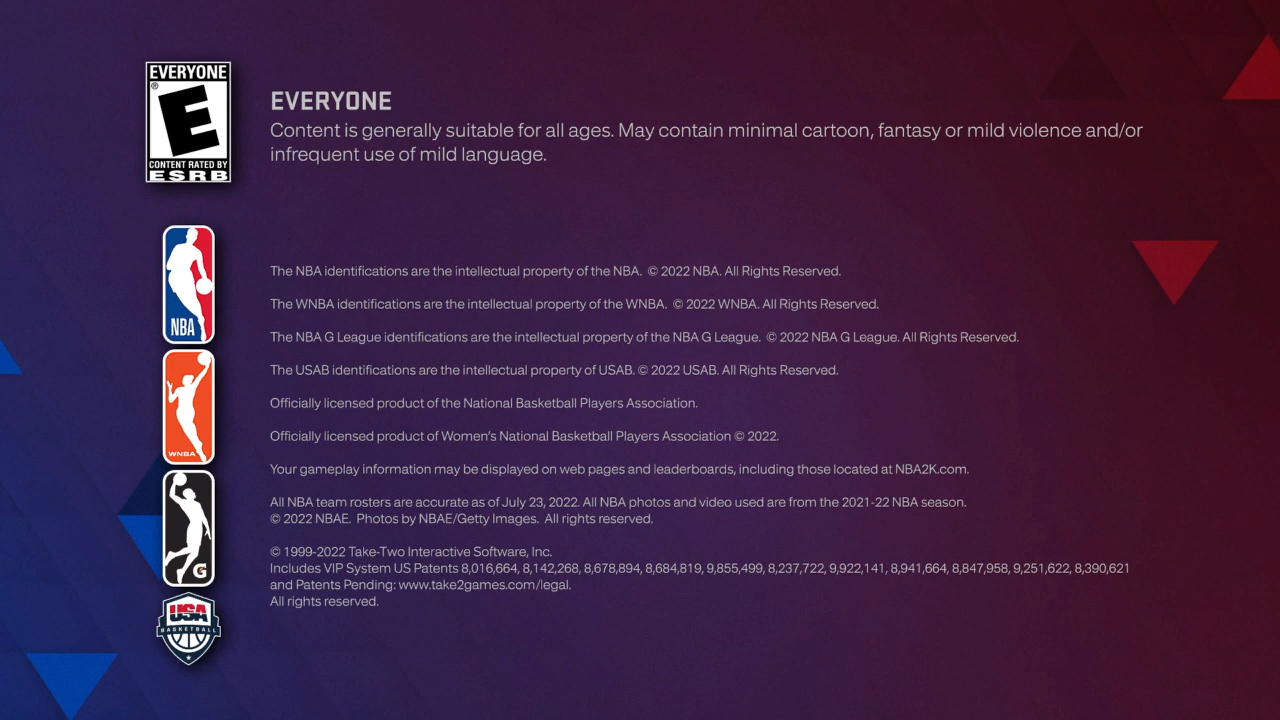 EVERYONE
E
®
CONTENT RATED BY
ESRB
EVERYONE
Content is generally suitable for all ages. May contain minimal cartoon, fantasy or mild violence and/or
infrequent use of mild language.
NBA
The NBA identifications are the intellectual property of the NBA. © 2022 NBA. All Rights Reserved.
The WNBA identifications are the intellectual property of the WNBA. © 2022 WNBA. All Rights Reserved.
The NBA G League identifications are the intellectual property of the NBA G League. © 2022 NBA G League. All Rights Reserved.
WNBA
The USAB identifications are the intellectual property of USAB. © 2022 USAB. All Rights Reserved.
Officially licensed product of the National Basketball Players Association.
Officially licensed product of Women's National Basketball Players Association © 2022.
Your gameplay information may be displayed on web pages and leaderboards, including those located at NBA2K.com.
G
All NBA team rosters are accurate as of July 23, 2022. All NBA photos and video used are from the 2021-22 NBA season.
© 2022 NBAE. Photos by NBAE/Getty Images. All rights reserved.
© 1999-2022 Take-Two Interactive Software, Inc.
Includes VIP System US Patents 8,016,664, 8,142,268, 8,678,894, 8,684,819, 9,855,499, 8,237,722, 9,922,141, 8,941,664, 8,847,958, 9,251,622, 8,390,621
and Patents Pending: www.take2games.com/legal.
All rights reserved.
USA
BASKETBALL